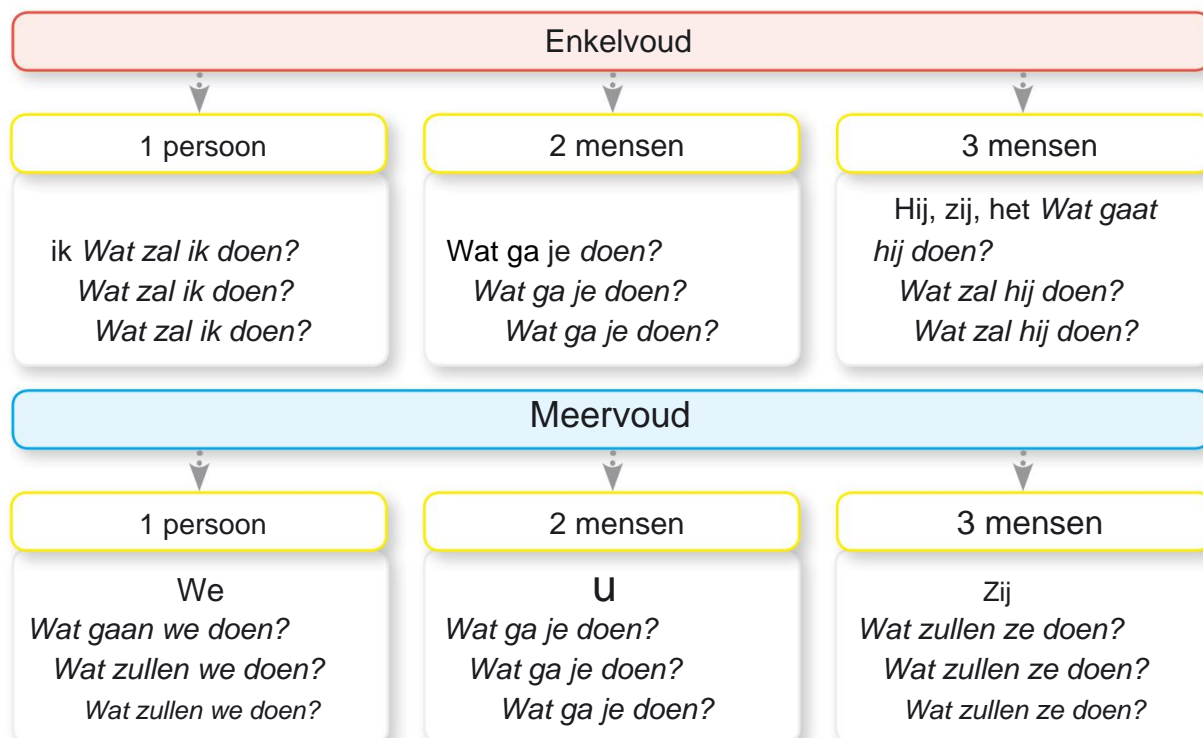 Enkelvoud
1 persoon
2 mensen
3 mensen
ik Wat zal ik doen?
Wat zal ik doen?
Wat zal ik doen?
Wat ga je doen?
Wat ga je doen?
Wat ga je doen?
Hij, zij, het Wat gaat
hij doen?
Wat zal hij doen?
Wat zal hij doen?
Meervoud
1 persoon
2 mensen
3 mensen
We
Wat gaan we doen?
Wat zullen we doen?
Wat zullen we doen?
u
Wat ga je doen?
Wat ga je doen?
Wat ga je doen?
Zij
Wat zullen ze doen?
Wat zullen ze doen?
Wat zullen ze doen?